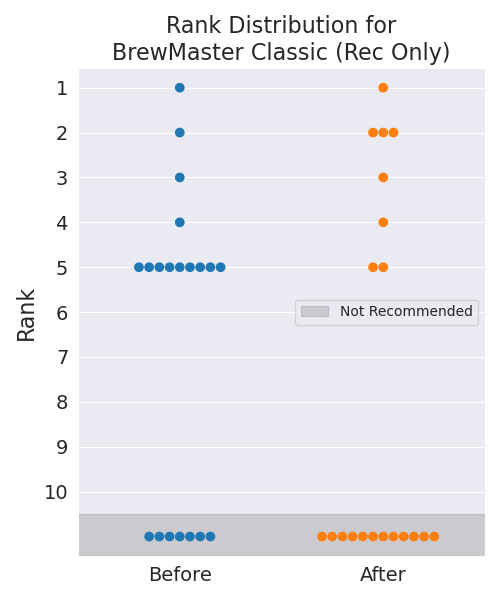 Rank Distribution for
BrewMaster Classic (Rec Only)
1
2
3
4
5
6
7
8
9
10
Rank
Not Recommended
Before After